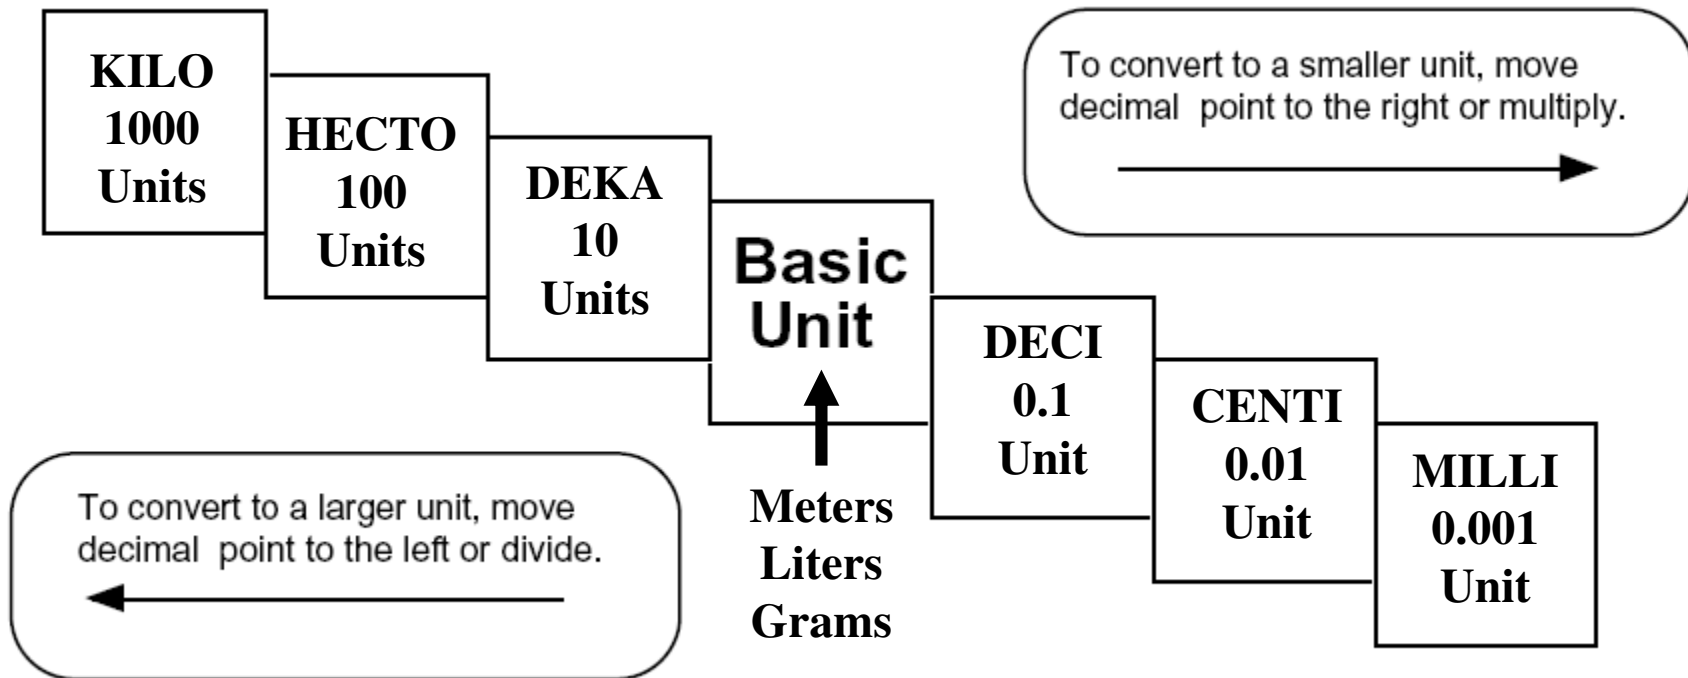 KILO
1000
Units
HECTO
100
Units
DEKA
10
Units
Basic
Unit
Meters
Liters
Grams
DECI
0.1
Unit
CENTI
0.01
Unit
MILLI
0.001
Unit
To convert to a smaller unit, move
decimal point to the right or multiply.
To convert to a larger unit, move
decimal point to the left or divide.